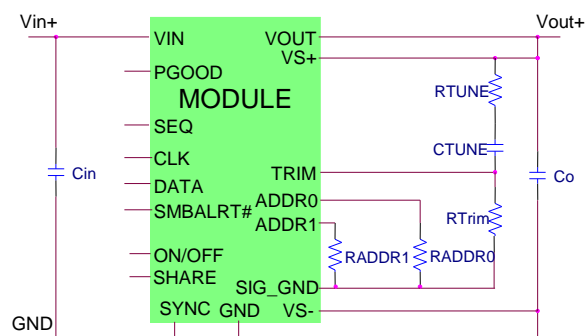 Vin+ Vout+
VIN VOUT
VS+
PGOOD RTUNE
MODULE
SEQ
CTUNE
CLK
Cin TRIM Co
DATA
ADDR0
SMBALRT# RTrim
ADDR1
ON/OFF RADDR1 RADDR0
SHARE
SIG_GND
SYNC GND VS-
GND